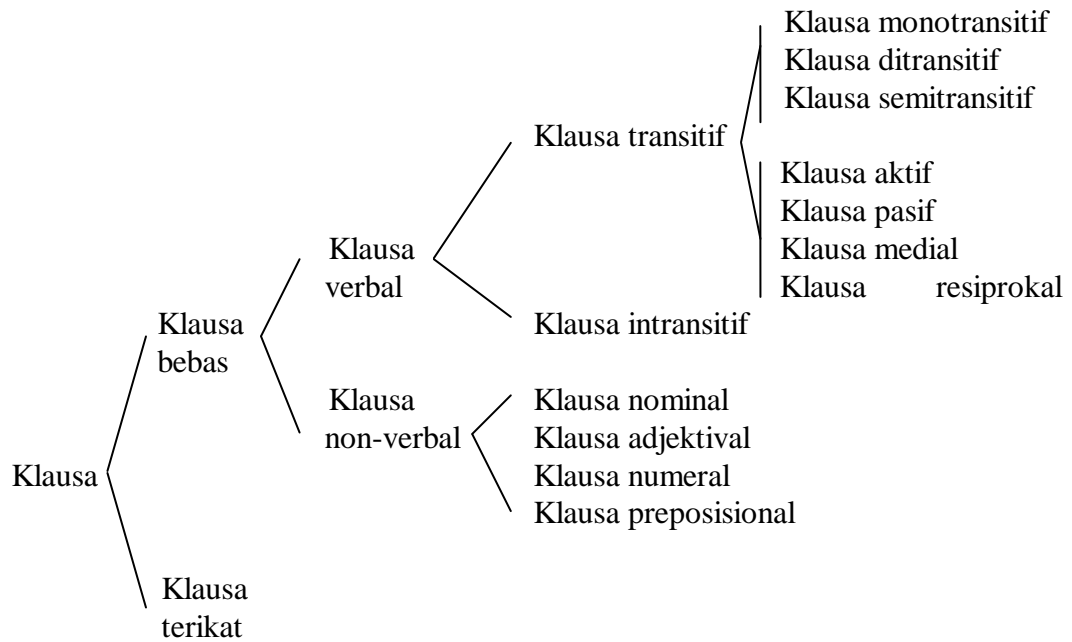 Klausa monotransitif
Klausa ditransitif
Klausa semitransitif
Klausa transitif
Klausa aktif
Klausa pasif
Klausa medial
Klausa resiprokal
Klausa
verbal
Klausa intransitif
Klausa
bebas
Klausa
non-verbal
Klausa nominal
Klausa adjektival
Klausa numeral
Klausa preposisional
Klausa
Klausa
terikat